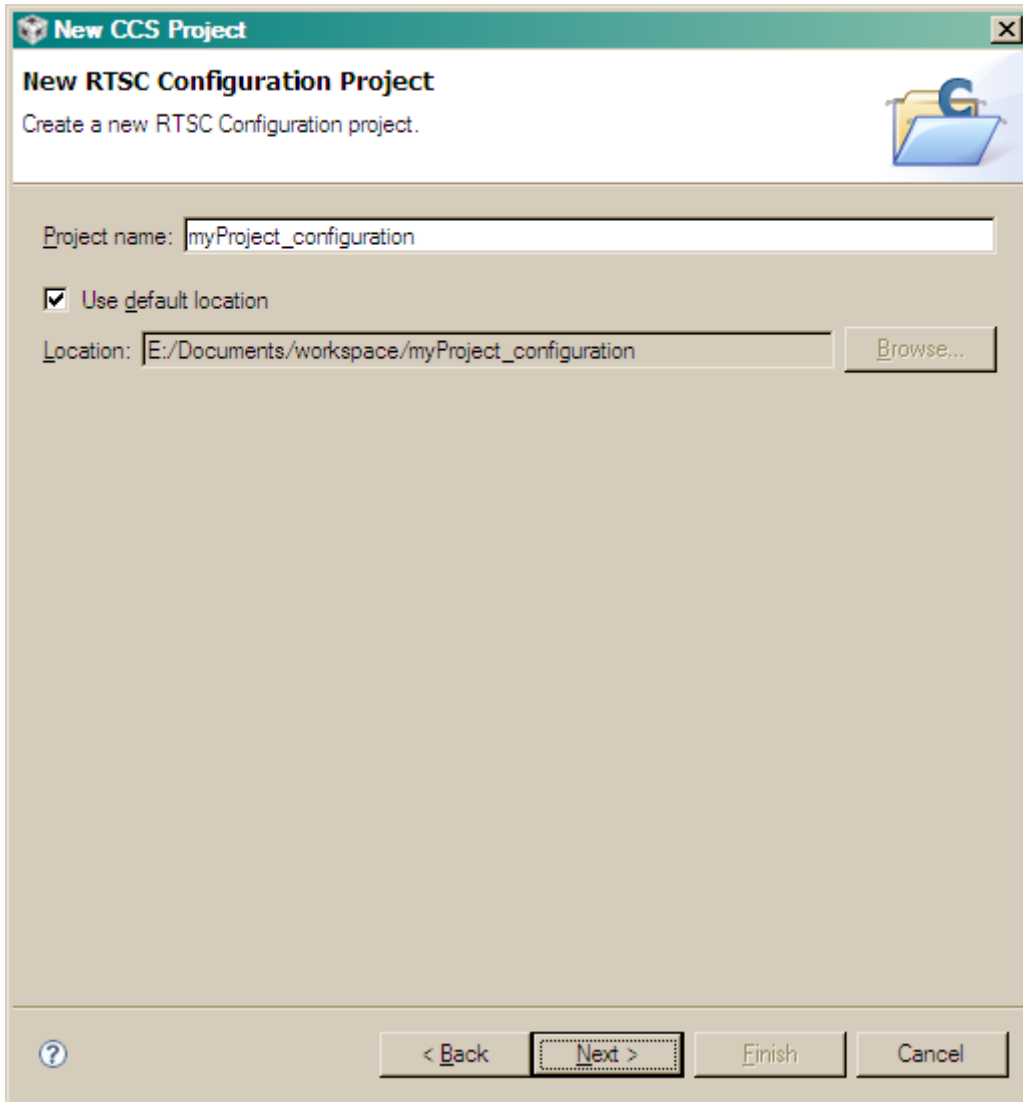 New CCS Project
New RTSC Configuration Project
Create a new RTSC Configuration project.
Project name: myProject_configuration
Use default location
Location: E:/Documents/workspace/myProject_configuration Browse...
< Back Next > Finish Cancel